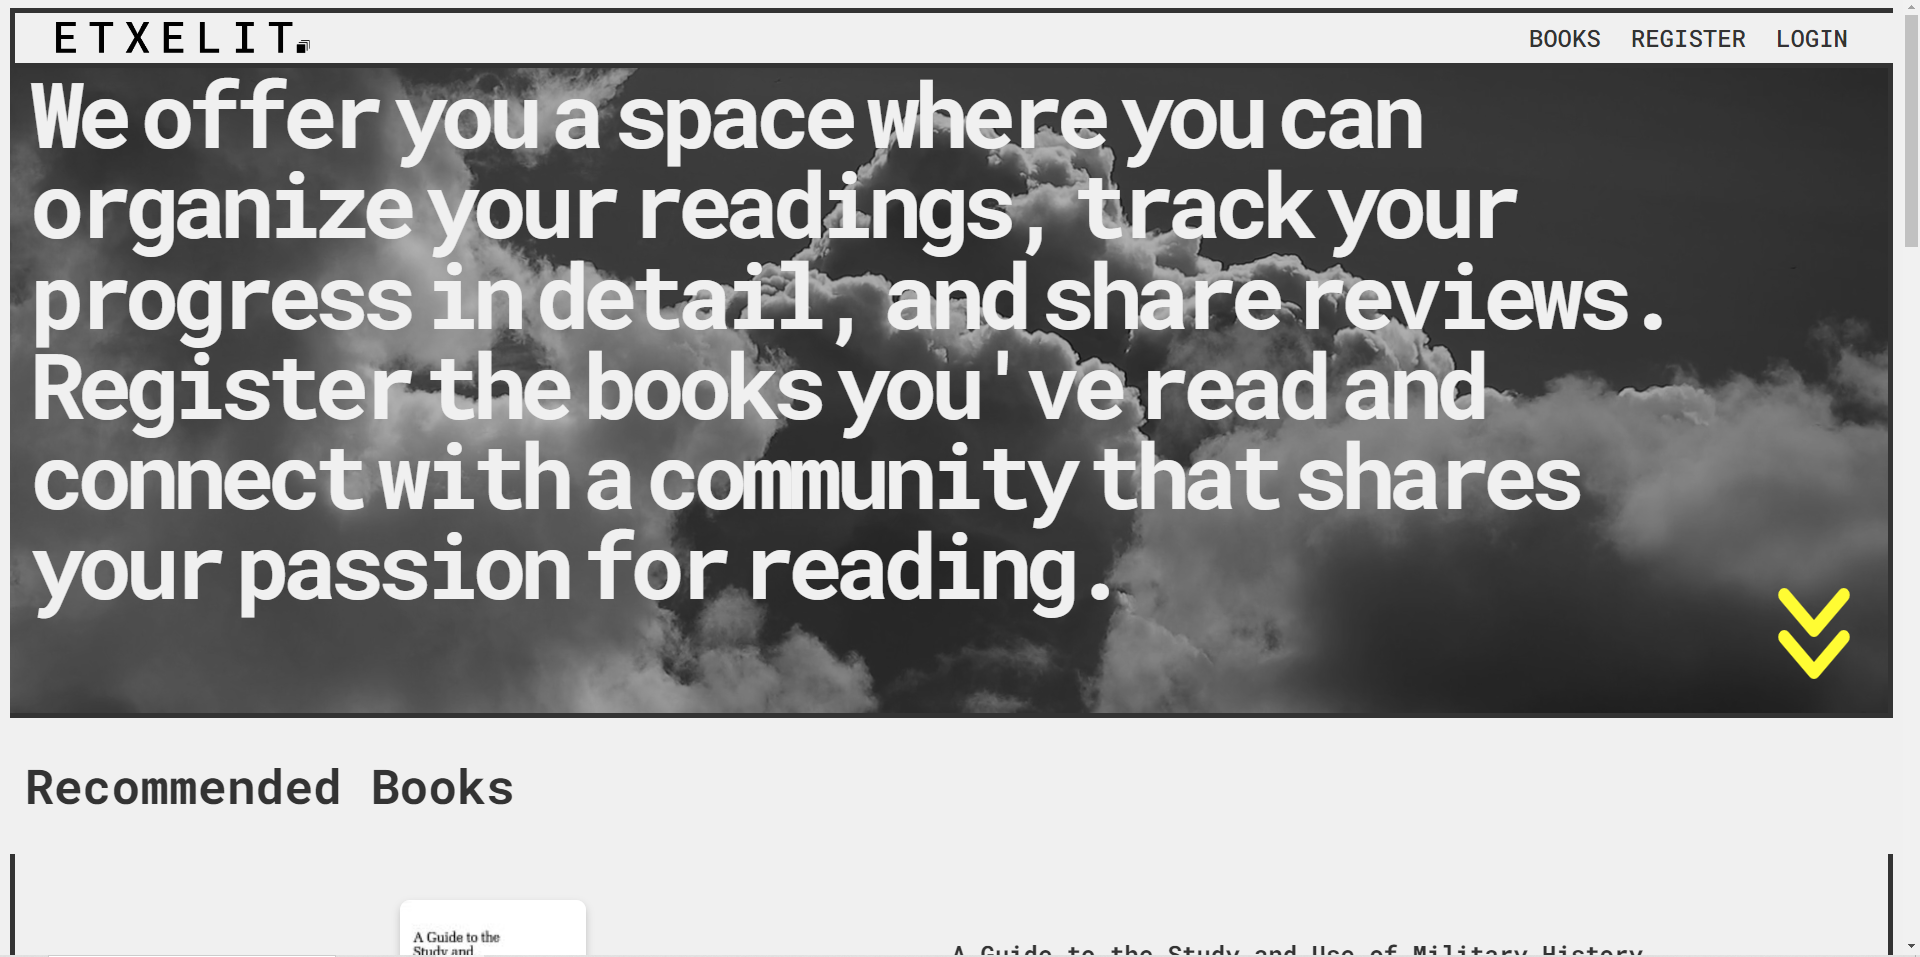 ETXELIT
BOOKS REGISTER LOGIN
We offer you a space where you can
organize your readings, track your
progress in detail, and share reviews.
Register the books you've read and
connect with a community that shares
your passion for reading.
Recommended Books
A Guide to the
Study and
A Guide to the Study and Use of Military History